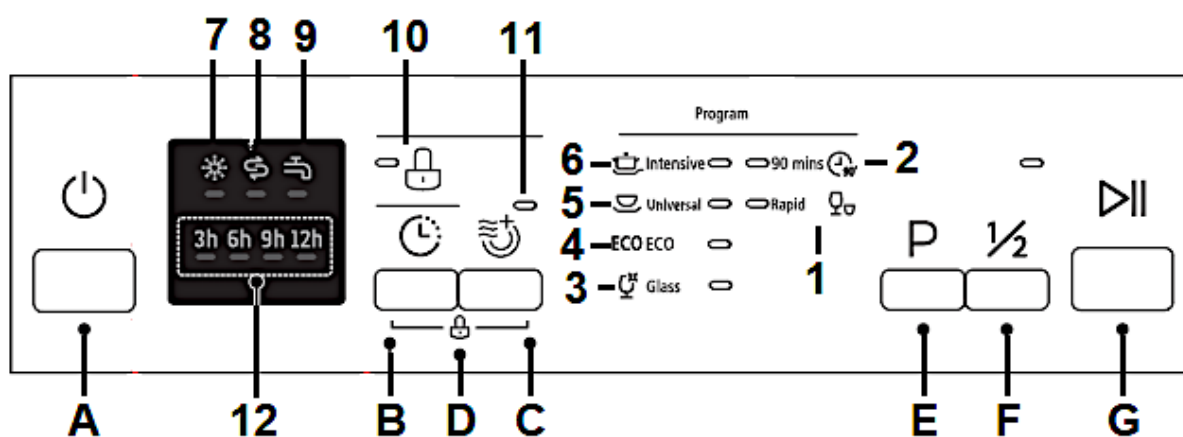 7 8 9 10 11
Program
6 Intensive 90 mins 90' 2
5 Universal Rapid 1
4 ECO ECO
3 Glass
3h 6h 9h 12h
P 1/2
A 12 B D C E F G